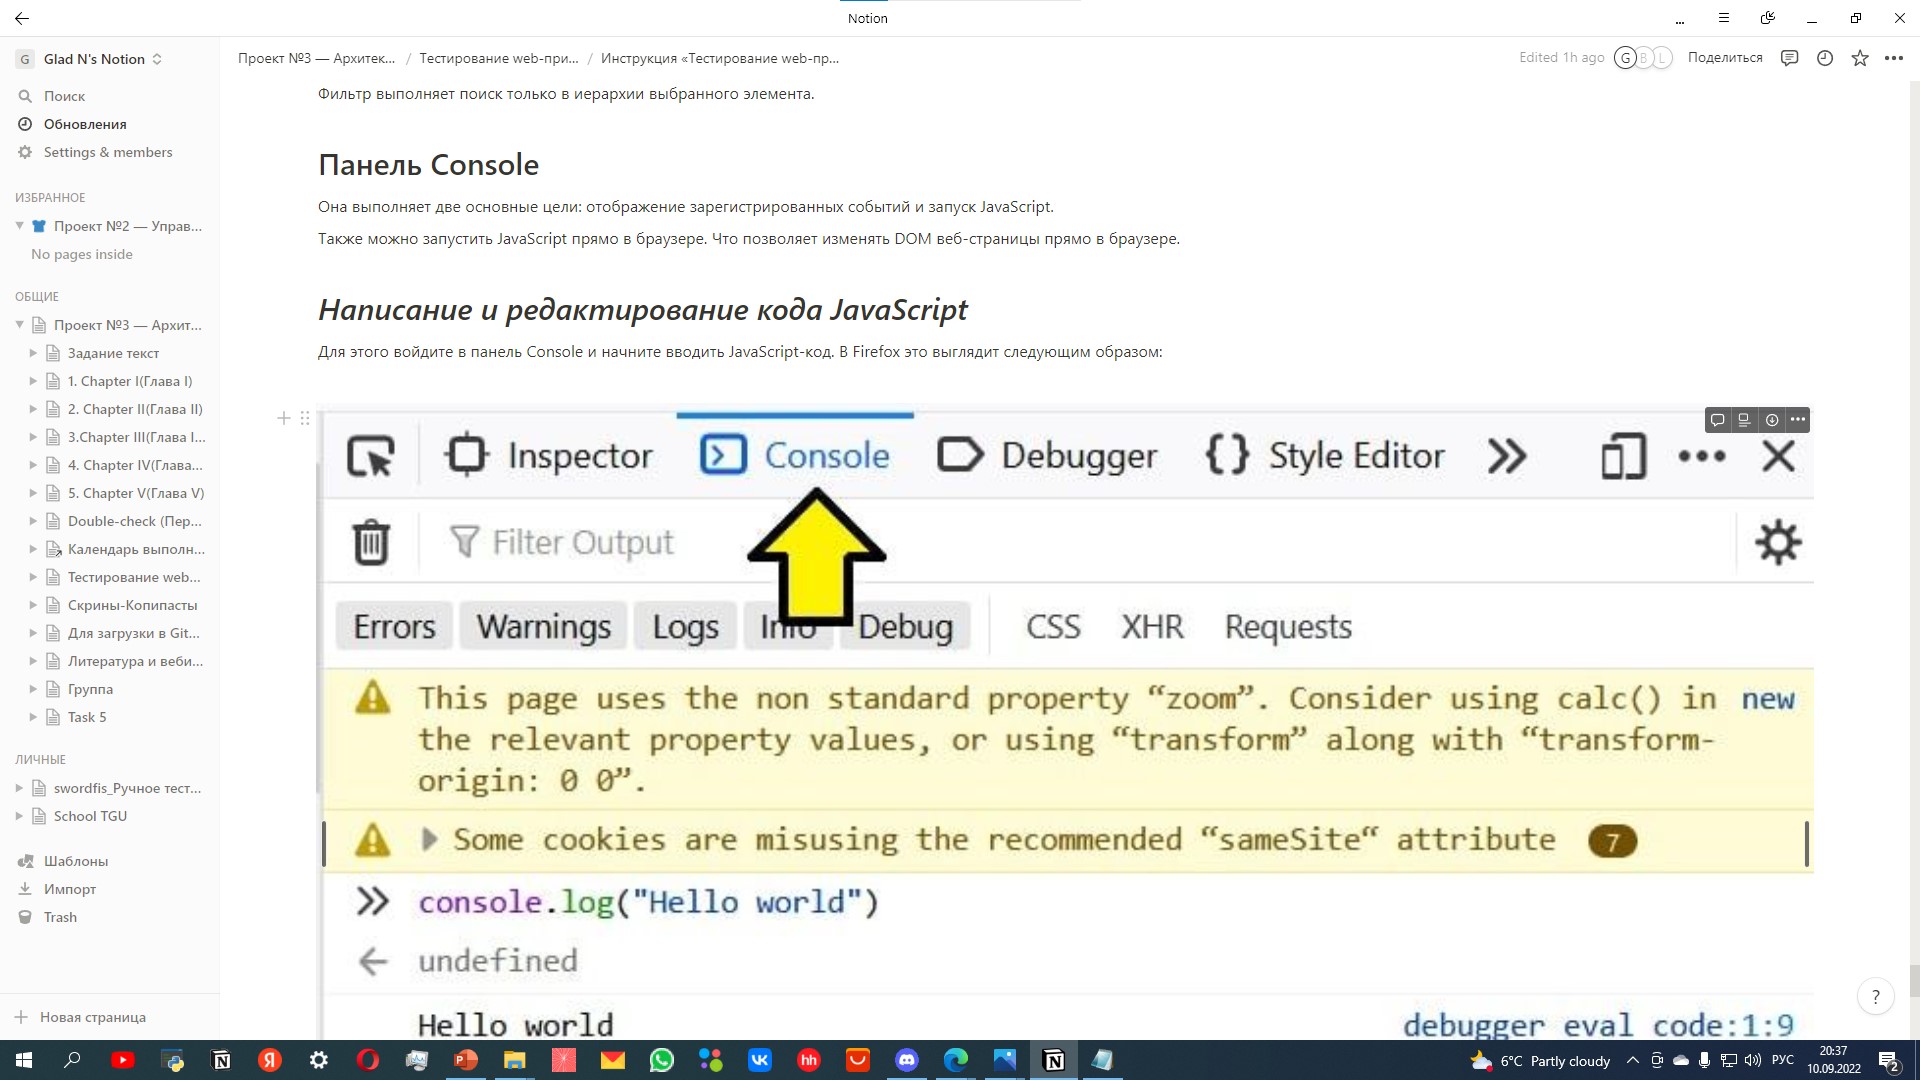 Notion
Glad N's Notion
Проект №3 — Архитек... / Тестирование web-при... / Инструкция «Тестирование web-пр...
Edited 1h ago
G
B
L
Поделиться
G
Поиск
Обновления
Settings & members
ИЗБРАННОЕ
Проект №2 — Управ...
No pages inside
ОБЩИЕ
Проект №3 — Архит...
Задание текст
1. Chapter I(Глава I)
2. Chapter II(Глава II)
3.Chapter III(Глава I...
4. Chapter IV(Глава...
5. Chapter V(Глава V)
Double-check (Пер...
Календарь выполн...
Тестирование web...
Скрины-Копипасты
Для загрузки в Git...
Литература и веби...
Группа
Task 5
ЛИЧНЫЕ
swordfis_Ручное тест...
School TGU
Шаблоны
Импорт
Trash
Новая страница
Фильтр выполняет поиск только в иерархии выбранного элемента.
Панель Console
Она выполняет две основные цели: отображение зарегистрированных событий и запуск JavaScript.
Также можно запустить JavaScript прямо в браузере. Что позволяет изменять DOM веб-страницы прямо в браузере.
Написание и редактирование кода JavaScript
Для этого войдите в панель Console и начните вводить JavaScript-код. В Firefox это выглядит следующим образом:
Inspector Console Debugger {} Style Editor
Filter Output
Errors Warnings Logs Info Debug CSS XHR Requests
This page uses the non standard property “zoom”. Consider using calc() in new
the relevant property values, or using “transform” along with “transform-
origin: 0 0”.
Some cookies are misusing the recommended “sameSite“ attribute 7
console.log("Hello world")
undefined
Hello world debugger eval code:1:9
?
6°C Partly cloudy
РУС
20:37
10.09.2022
2